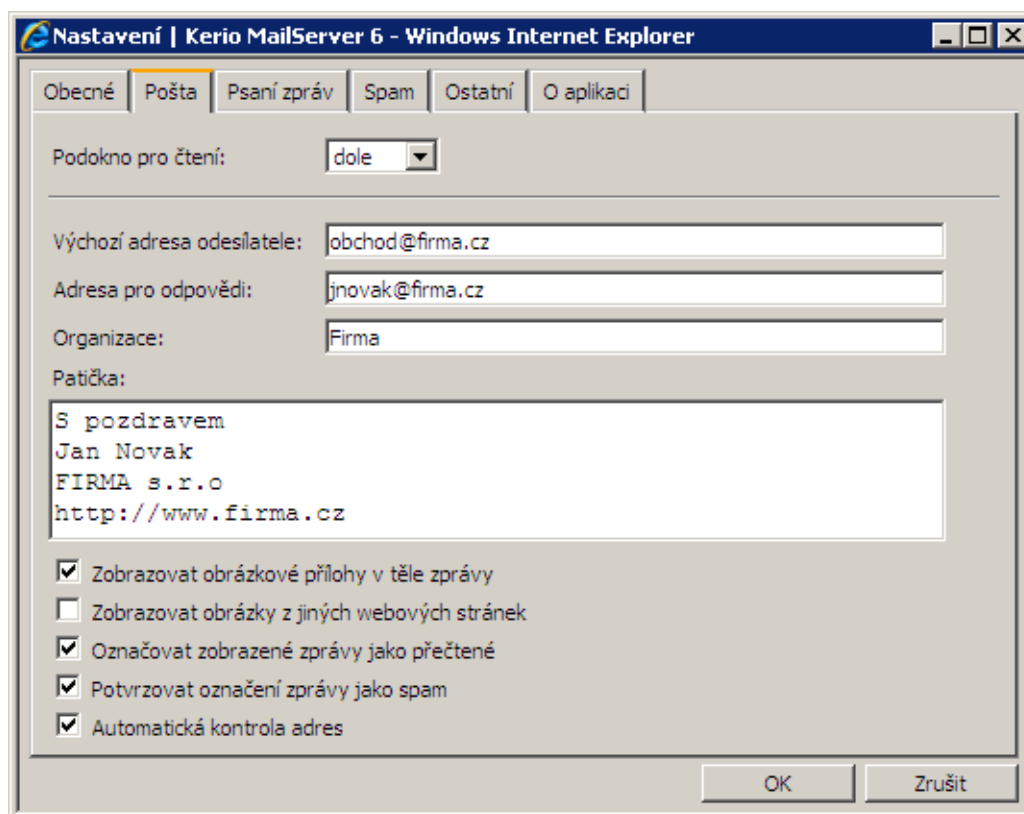 Nastavení | Kerio MailServer 6 - Windows Internet Explorer
Obecné Pošta Psaní zpráv Spam Ostatní O aplikaci
Podokno pro čtení: dole
Výchozí adresa odesílatele: obchod@firma.cz
Adresa pro odpovědi: jnovak@firma.cz
Organizace: Firma
Patička:
S pozdravem
Jan Novak
FIRMA s.r.o
http://www.firma.cz
Zobrazovat obrázkové přílohy v těle zprávy
Zobrazovat obrázky z jiných webových stránek
Označovat zobrazené zprávy jako přečtené
Potvrzovat označení zprávy jako spam
Automatická kontrola adres
OK Zrušit